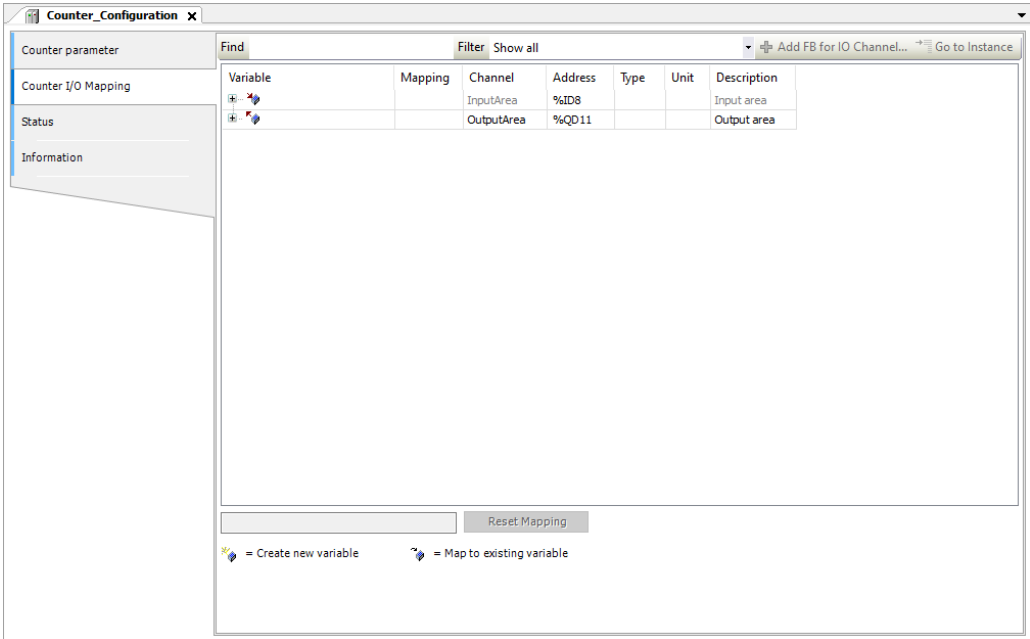 Counter_Configuration
Counter parameter
Counter I/O Mapping
Status
Information
Find Filter Show all Add FB for IO Channel... Go to Instance
Variable Mapping Channel Address Type Unit Description
InputArea %ID8 Input area
OutputArea %QD11 Output area
Reset Mapping
= Create new variable = Map to existing variable